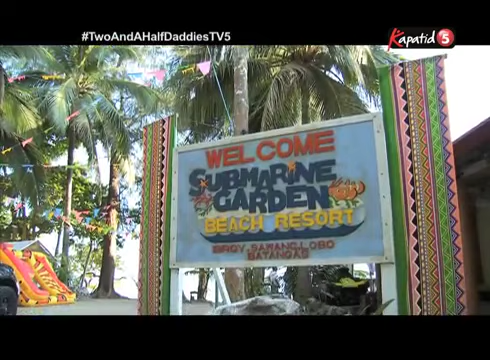 #TwoAndAHalfDaddiesTV5
Kapatid 5
WELCOME
SUBMARINE
GARDEN
BEACH RESORT
BRGY. SAWANG, LOBO
BATANGAS